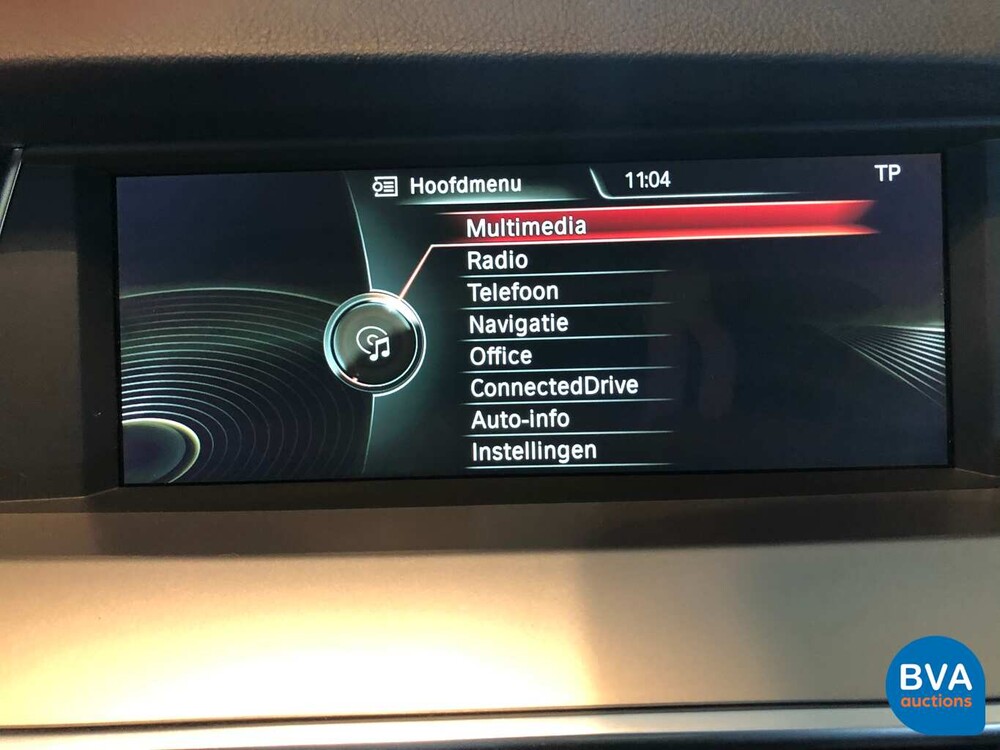 Hoofdmenu 11:04 TP
Multimedia
Radio
Telefoon
Navigatie
Office
ConnectedDrive
Auto-info
Instellingen
BVA
auctions